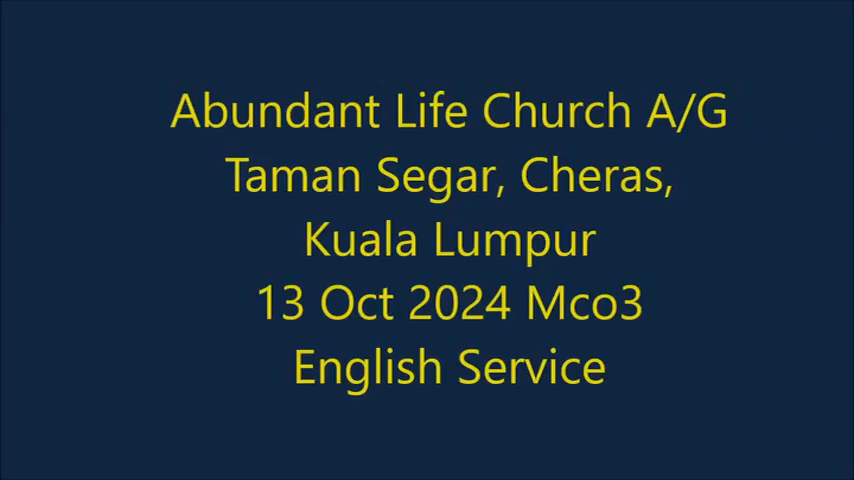 Abundant Life Church A/G
Taman Segar, Cheras,
Kuala Lumpur
13 Oct 2024 Mco3
English Service